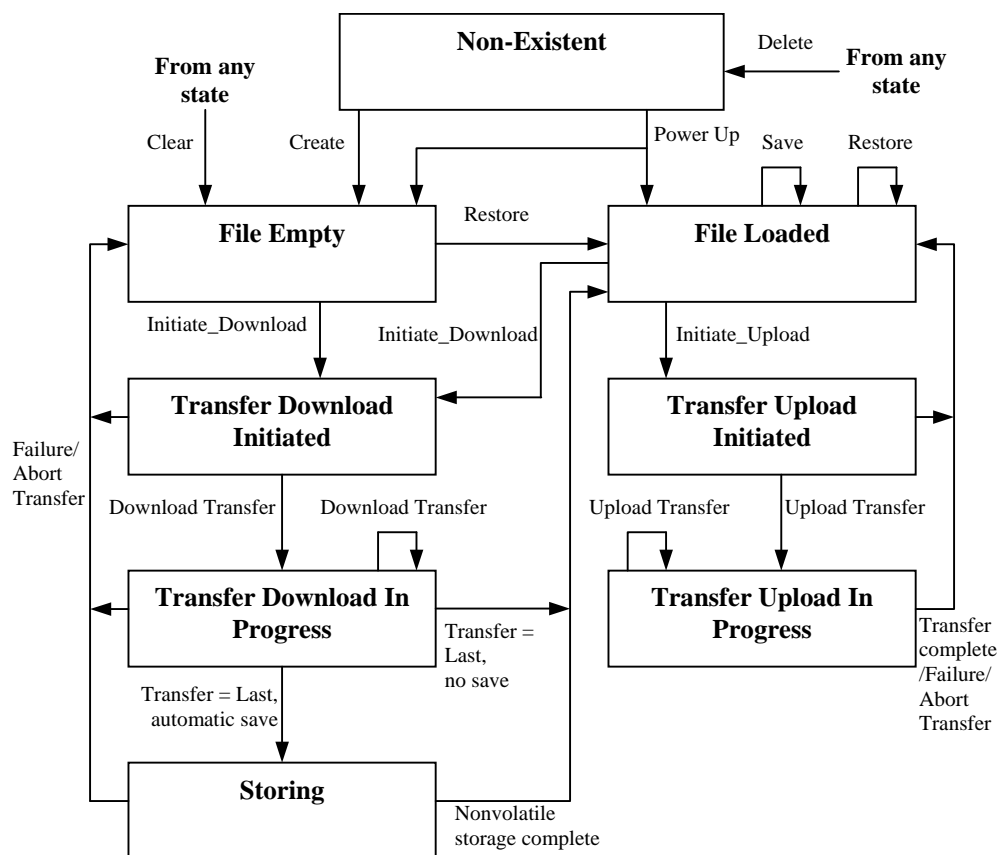 Non-Existent
Delete
From any
state
From any
state
Clear
Create
Power Up
Save
Restore
File Empty
Restore
File Loaded
Initiate_Download
Initiate_Download
Initiate_Upload
Transfer Download
Initiated
Transfer Upload
Initiated
Failure/
Abort
Transfer
Download Transfer
Download Transfer
Upload Transfer
Upload Transfer
Transfer Download In
Progress
Transfer Upload In
Progress
Transfer =
Last,
no save
Transfer
complete
/Failure/
Abort
Transfer
Transfer = Last,
automatic save
Storing
Nonvolatile
storage complete